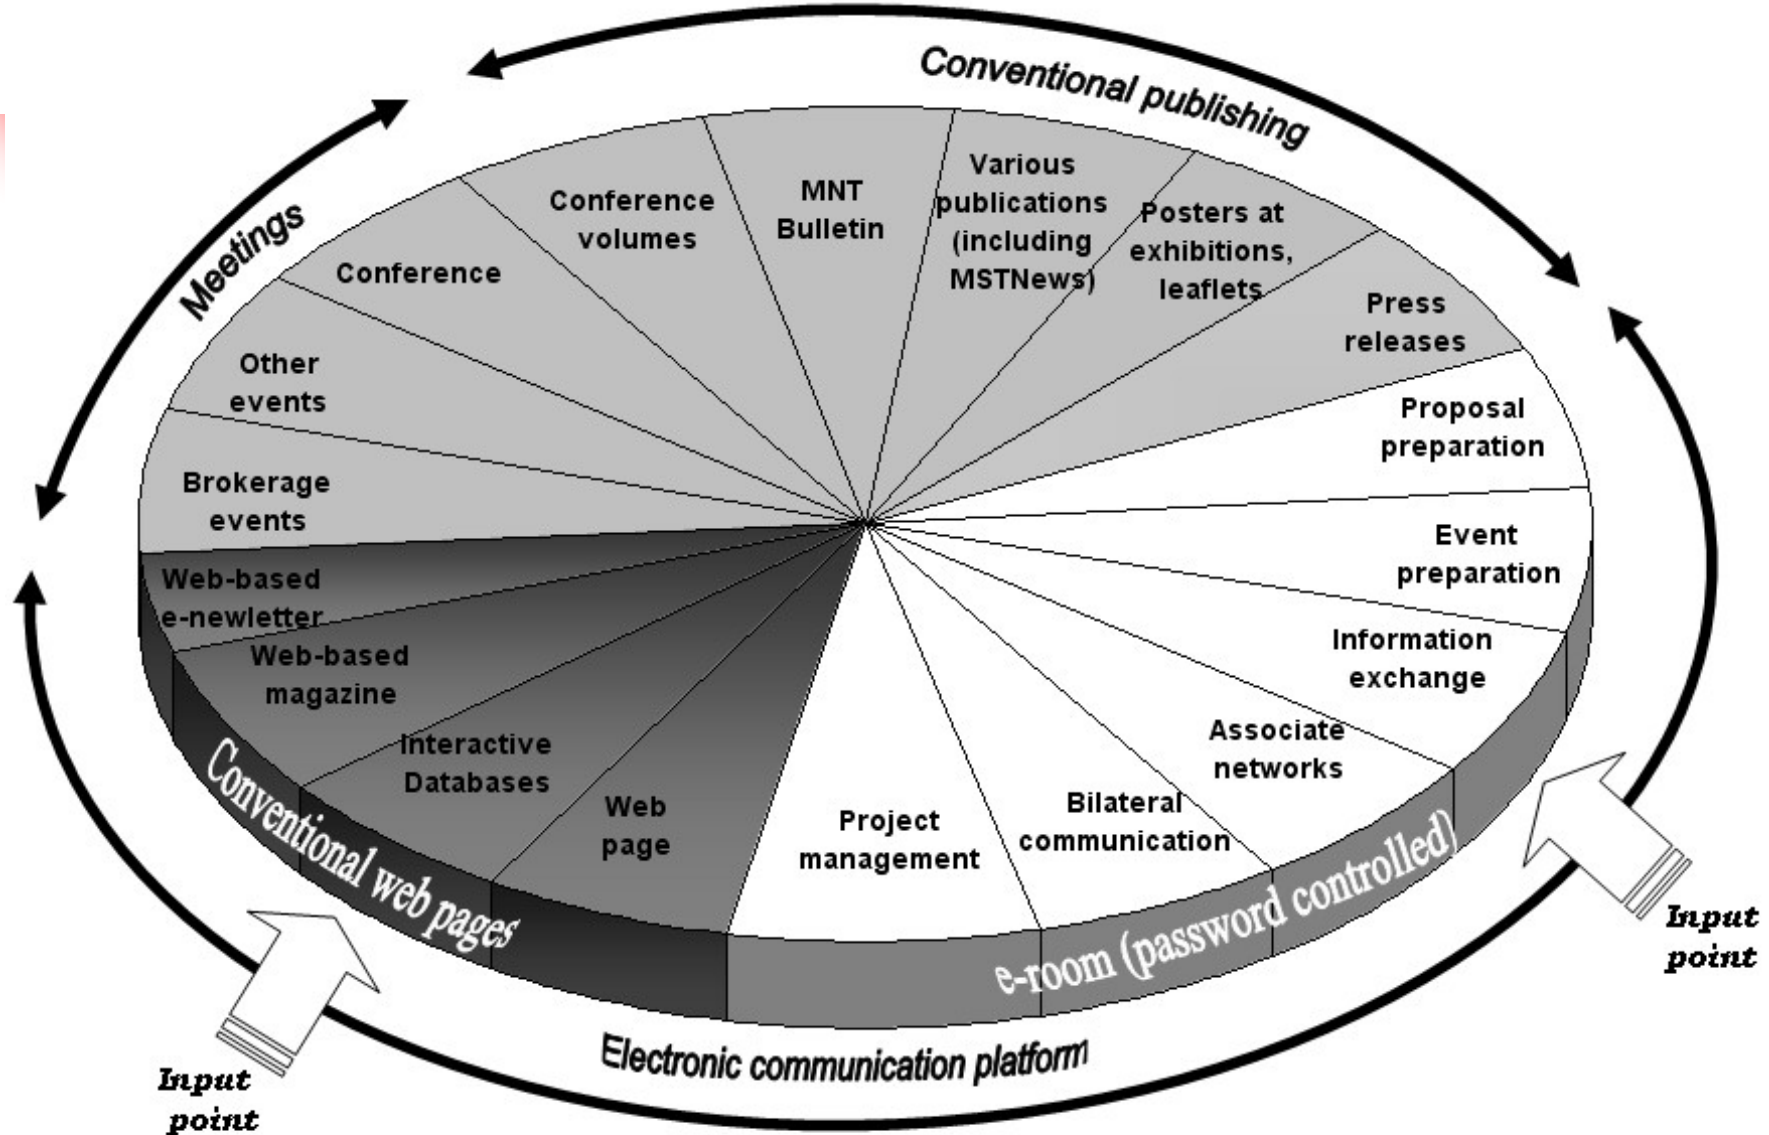 Conventional publishing
Meetings
Conference
volumes
MNT
Bulletin
Various
publications
(including
MSTNews)
Posters at
exhibitions,
leaflets
Press
releases
Conference
Other
events
Brokerage
events
Proposal
preparation
Event
preparation
Information
exchange
Associate
networks
Bilateral
communication
Project
management
Web
page
Interactive
Databases
Web-based
magazine
Web-based
e-newletter
Conventional web pages
e-room (password controlled)
Electronic communication platform
Input
point
Input
point